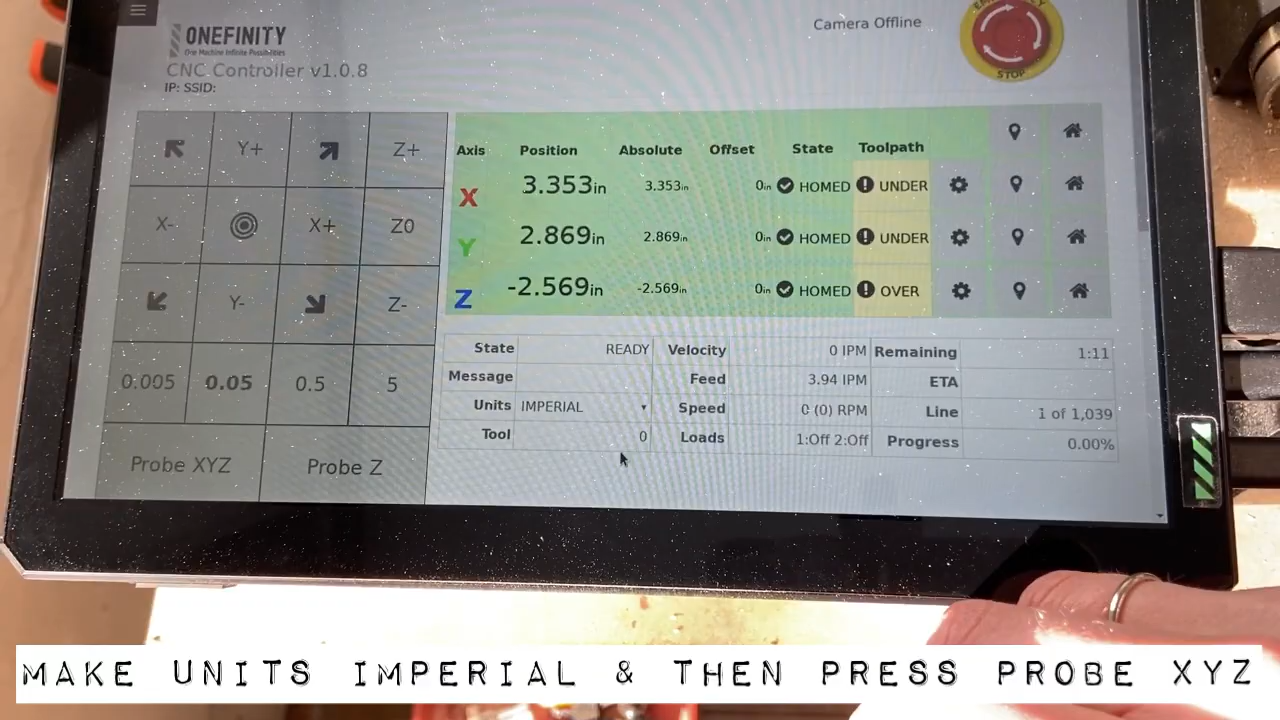 ONEFINITY
One Machine Infinite Possibilities
CNC Controller v1.0.8
IP: SSID:
Camera Offline
EMERGENCY
STOP
Y+ Z+
X- X+ Z0
Y- Z-
0.005 0.05 0.5 5
Probe XYZ Probe Z
Axis Position Absolute Offset State Toolpath
X 3.353in 3.353in 0in HOMED UNDER
Y 2.869in 2.869in 0in HOMED UNDER
Z -2.569in -2.569in 0in HOMED OVER
State READY Velocity 0 IPM Remaining 1:11
Message Feed 3.94 IPM ETA
Units IMPERIAL Speed 0 (0) RPM Line 1 of 1,039
Tool 0 Loads 1:Off 2:Off Progress 0.00%
MAKE UNITS IMPERIAL & THEN PRESS PROBE XYZ